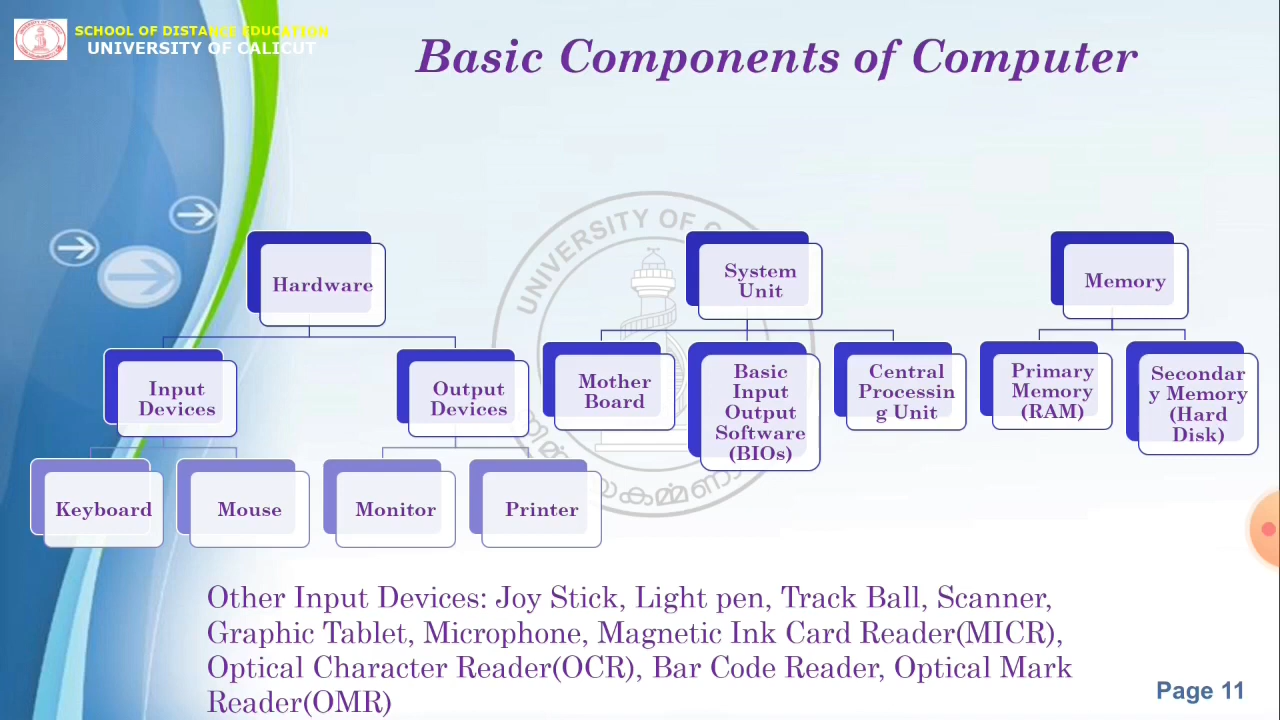 SCHOOL OF DISTANCE EDUCATION
UNIVERSITY OF CALICUT
Basic Components of Computer
UNIVERSITY OF
Hardware
System
Unit
Memory
Input
Devices
Output
Devices
Mother
Board
Basic
Input
Output
Software
(BIOs)
Central
Processin
g Unit
Primary
Memory
(RAM)
Secondar
y Memory
(Hard
Disk)
Keyboard
Mouse
Monitor
Printer
Other Input Devices: Joy Stick, Light pen, Track Ball, Scanner,
Graphic Tablet, Microphone, Magnetic Ink Card Reader(MICR),
Optical Character Reader(OCR), Bar Code Reader, Optical Mark
Reader(OMR)
Page 11